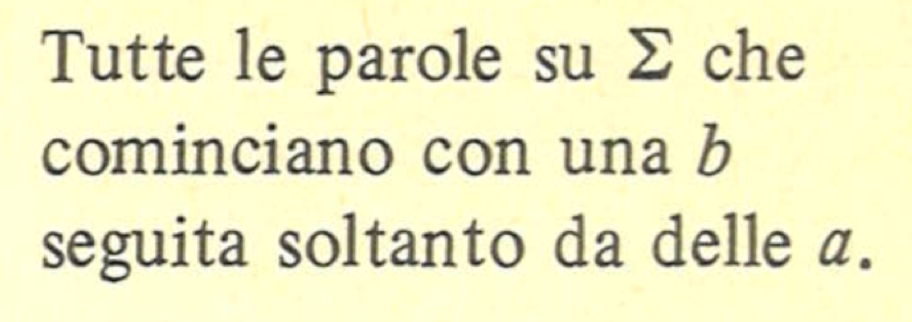 Tutte le parole su Σ che
cominciano con una b
seguita soltanto da delle a.